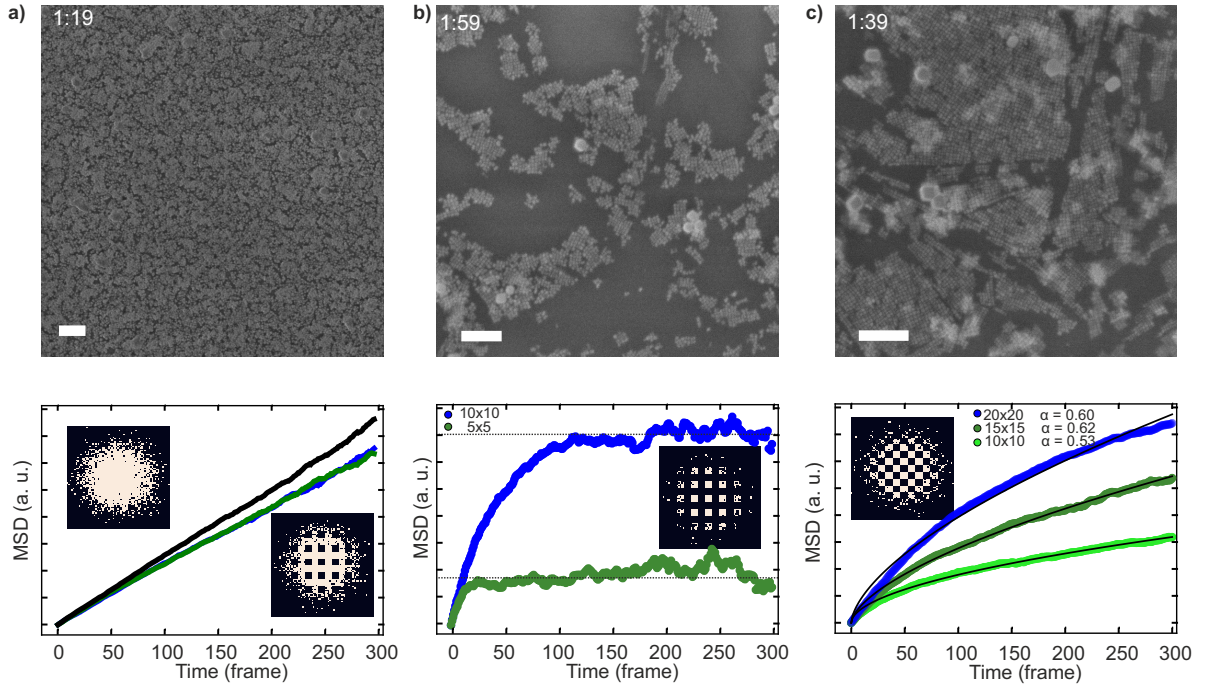 a)
1:19
b)
1:59
c)
1:39
MSD (a. u.)
0 50 100 150 200 250 300
Time (frame)
10x10
5x5
MSD (a. u.)
0 50 100 150 200 250 300
Time (frame)
20x20 α = 0.60
15x15 α = 0.62
10x10 α = 0.53
MSD (a. u.)
0 50 100 150 200 250 300
Time (frame)